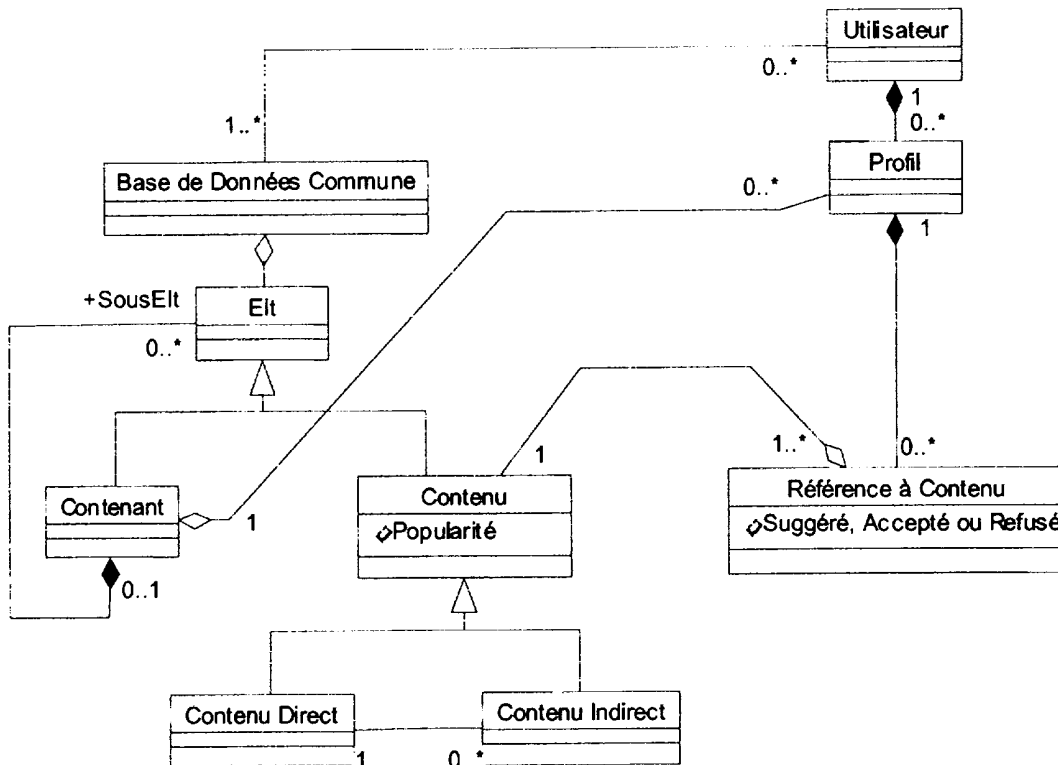 Utilisateur
0..*
1
0..*
1..*
Base de Données Commune
Profil
0..*
1
+SousElt
Elt
0..*
1
1..*
0..*
Contenant
1
Contenu
Popularité
Référence à Contenu
Suggéré, Accepté ou Refusé
0..1
Contenu Direct
Contenu Indirect
1
0..*